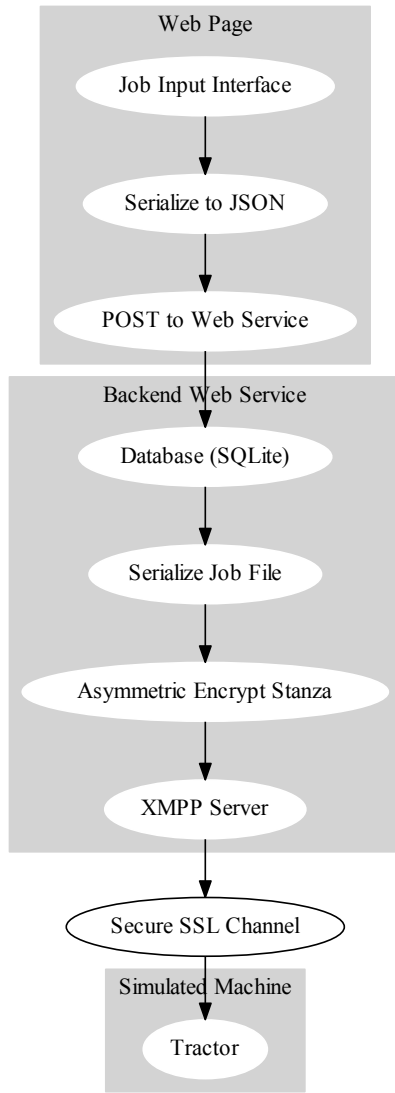 Web Page
Job Input Interface
Serialize to JSON
POST to Web Service
Backend Web Service
Database (SQLite)
Serialize Job File
Asymmetric Encrypt Stanza
XMPP Server
Secure SSL Channel
Simulated Machine
Tractor